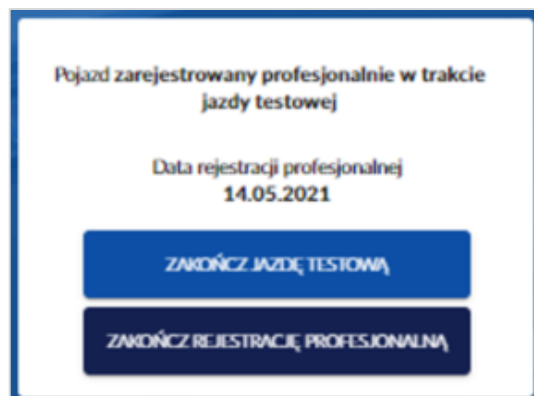 Pojazd zarejestrowany profesjonalnie w trakcie
jazdy testowej
Data rejestracji profesjonalnej
14.05.2021
ZAKOŃCZ JAZDĘ TESTOWĄ
ZAKOŃCZ REJESTRACJĘ PROFESJONALNĄ